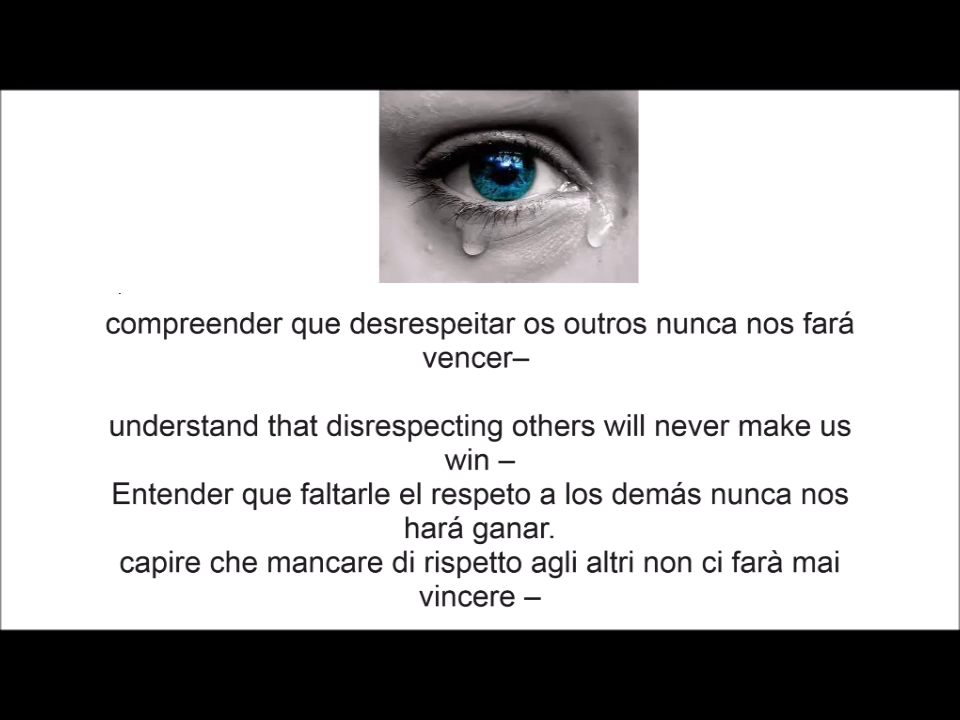 compreender que desrespeitar os outros nunca nos fará
vencer–
understand that disrespecting others will never make us
win –
Entender que faltarle el respeto a los demás nunca nos
hará ganar.
capire che mancare di rispetto agli altri non ci farà mai
vincere –